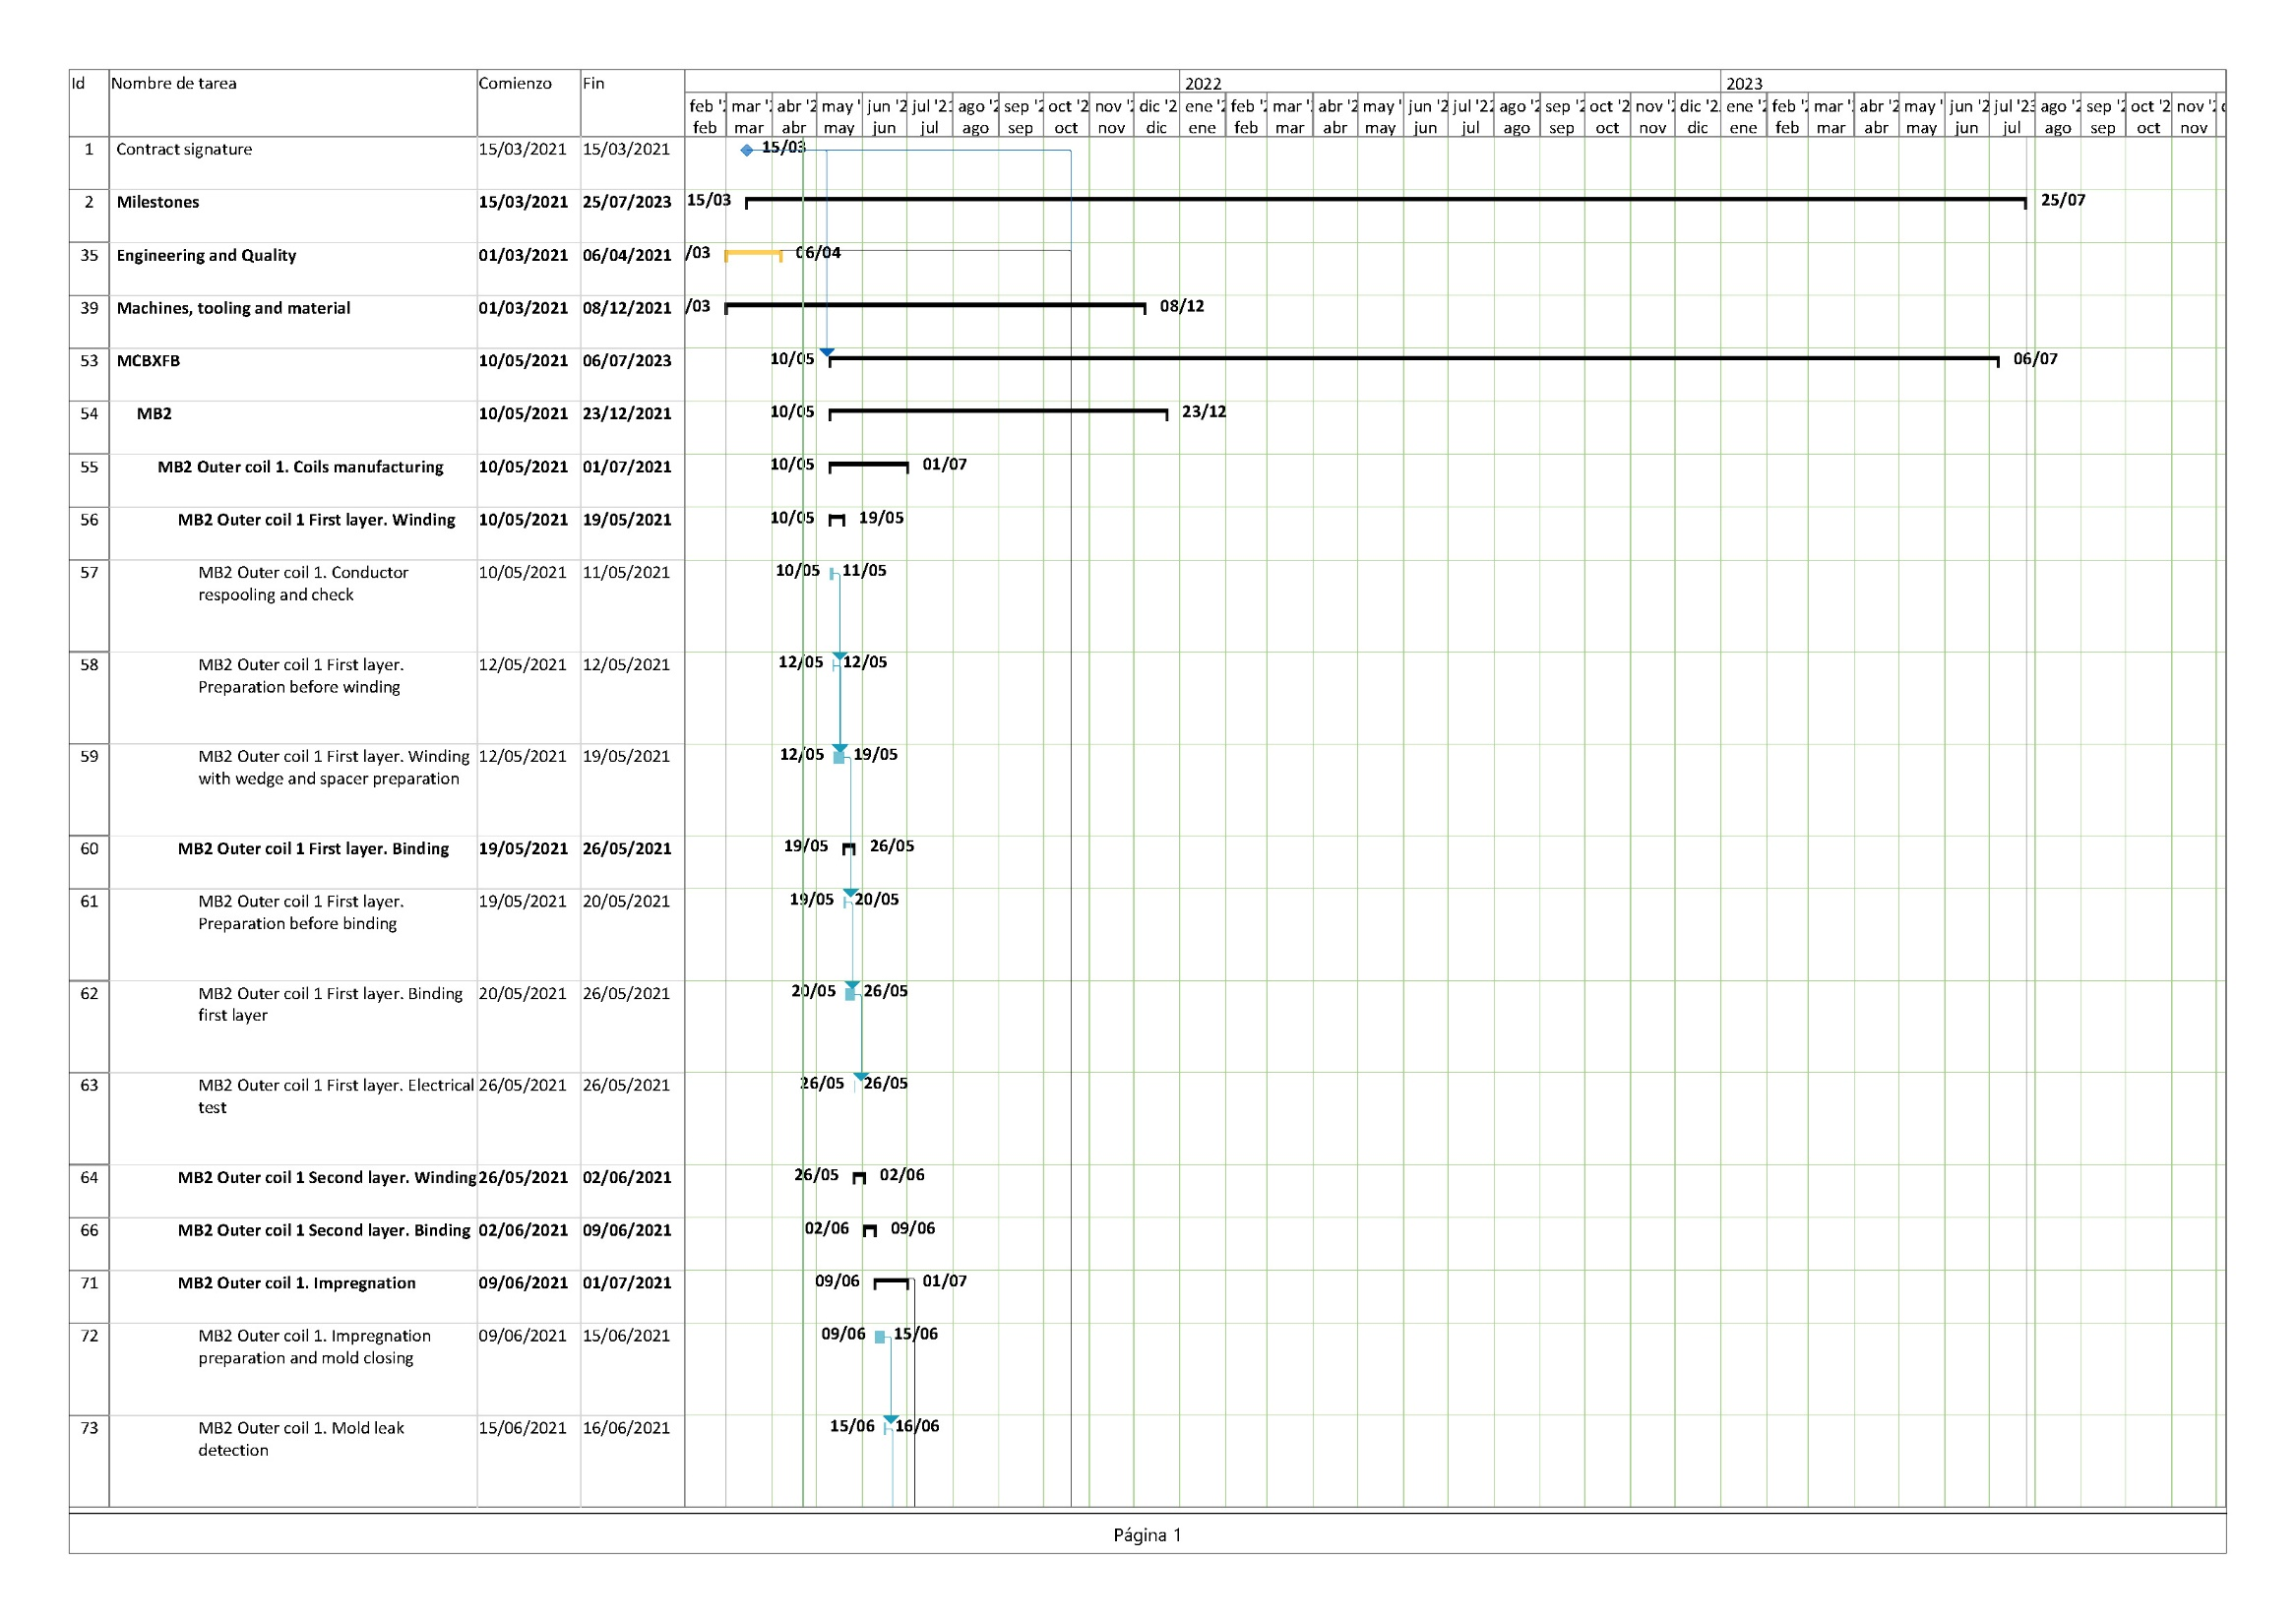 Id Nombre de tarea Comienzo Fin
2022 2023
feb '2 mar '2 abr '2 may ' jun '2 jul '21 ago '2 sep '2 oct '2 nov '2 dic '2 ene '2 feb '2 mar '2 abr '2 may ' jun '2 jul '22 ago '2 sep '2 oct '2 nov '2 dic '2 ene '2 feb '2 mar '2 abr '2 may ' jun '2 jul '23 ago '2 sep '2 oct '2 nov '2
feb mar abr may jun jul ago sep oct nov dic ene feb mar abr may jun jul ago sep oct nov dic ene feb mar abr may jun jul ago sep oct nov
1 Contract signature 15/03/2021 15/03/2021 15/03
2 Milestones 15/03/2021 25/07/2023 15/03 25/07
35 Engineering and Quality 01/03/2021 06/04/2021 /03 06/04
39 Machines, tooling and material 01/03/2021 08/12/2021 /03 08/12
53 MCBXFB 10/05/2021 06/07/2023 10/05 06/07
54 MB2 10/05/2021 23/12/2021 10/05 23/12
55 MB2 Outer coil 1. Coils manufacturing 10/05/2021 01/07/2021 10/05 01/07
56 MB2 Outer coil 1 First layer. Winding 10/05/2021 19/05/2021 10/05 19/05
57 MB2 Outer coil 1. Conductor 10/05/2021 11/05/2021 10/05 11/05
respooling and check
58 MB2 Outer coil 1 First layer. 12/05/2021 12/05/2021 12/05 12/05
Preparation before winding
59 MB2 Outer coil 1 First layer. Winding 12/05/2021 19/05/2021 12/05 19/05
with wedge and spacer preparation
60 MB2 Outer coil 1 First layer. Binding 19/05/2021 26/05/2021 19/05 26/05
61 MB2 Outer coil 1 First layer. 19/05/2021 20/05/2021 19/05 20/05
Preparation before binding
62 MB2 Outer coil 1 First layer. Binding 20/05/2021 26/05/2021 20/05 26/05
first layer
63 MB2 Outer coil 1 First layer. Electrical 26/05/2021 26/05/2021 26/05 26/05
test
64 MB2 Outer coil 1 Second layer. Winding 26/05/2021 02/06/2021 26/05 02/06
66 MB2 Outer coil 1 Second layer. Binding 02/06/2021 09/06/2021 02/06 09/06
71 MB2 Outer coil 1. Impregnation 09/06/2021 01/07/2021 09/06 01/07
72 MB2 Outer coil 1. Impregnation 09/06/2021 15/06/2021 09/06 15/06
preparation and mold closing
73 MB2 Outer coil 1. Mold leak 15/06/2021 16/06/2021 15/06 16/06
detection
Página 1